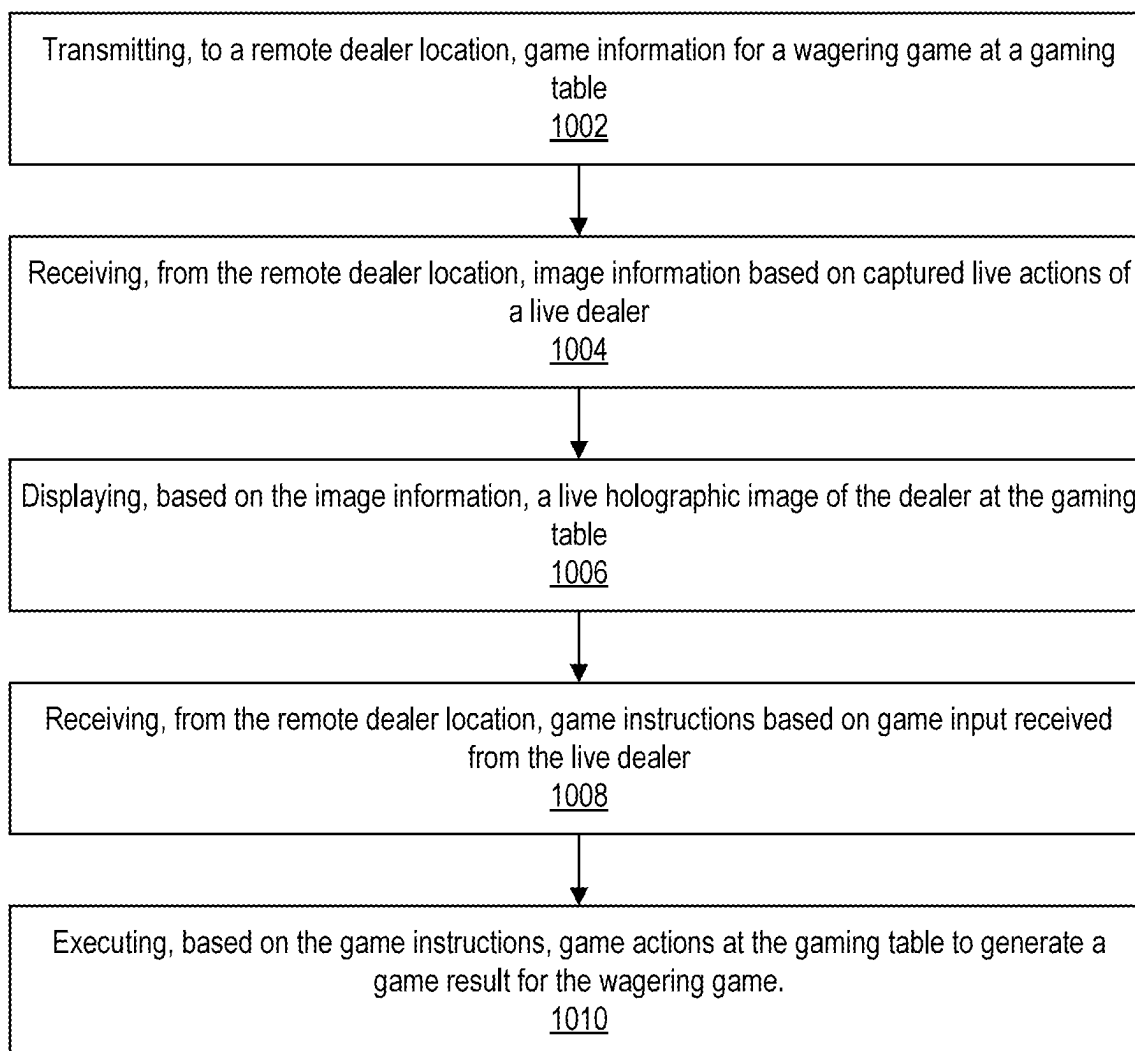 Transmitting, to a remote dealer location, game information for a wagering game at a gaming
table
1002
Receiving, from the remote dealer location, image information based on captured live actions of
a live dealer
1004
Displaying, based on the image information, a live holographic image of the dealer at the gaming
table
1006
Receiving, from the remote dealer location, game instructions based on game input received
from the live dealer
1008
Executing, based on the game instructions, game actions at the gaming table to generate a
game result for the wagering game.
1010